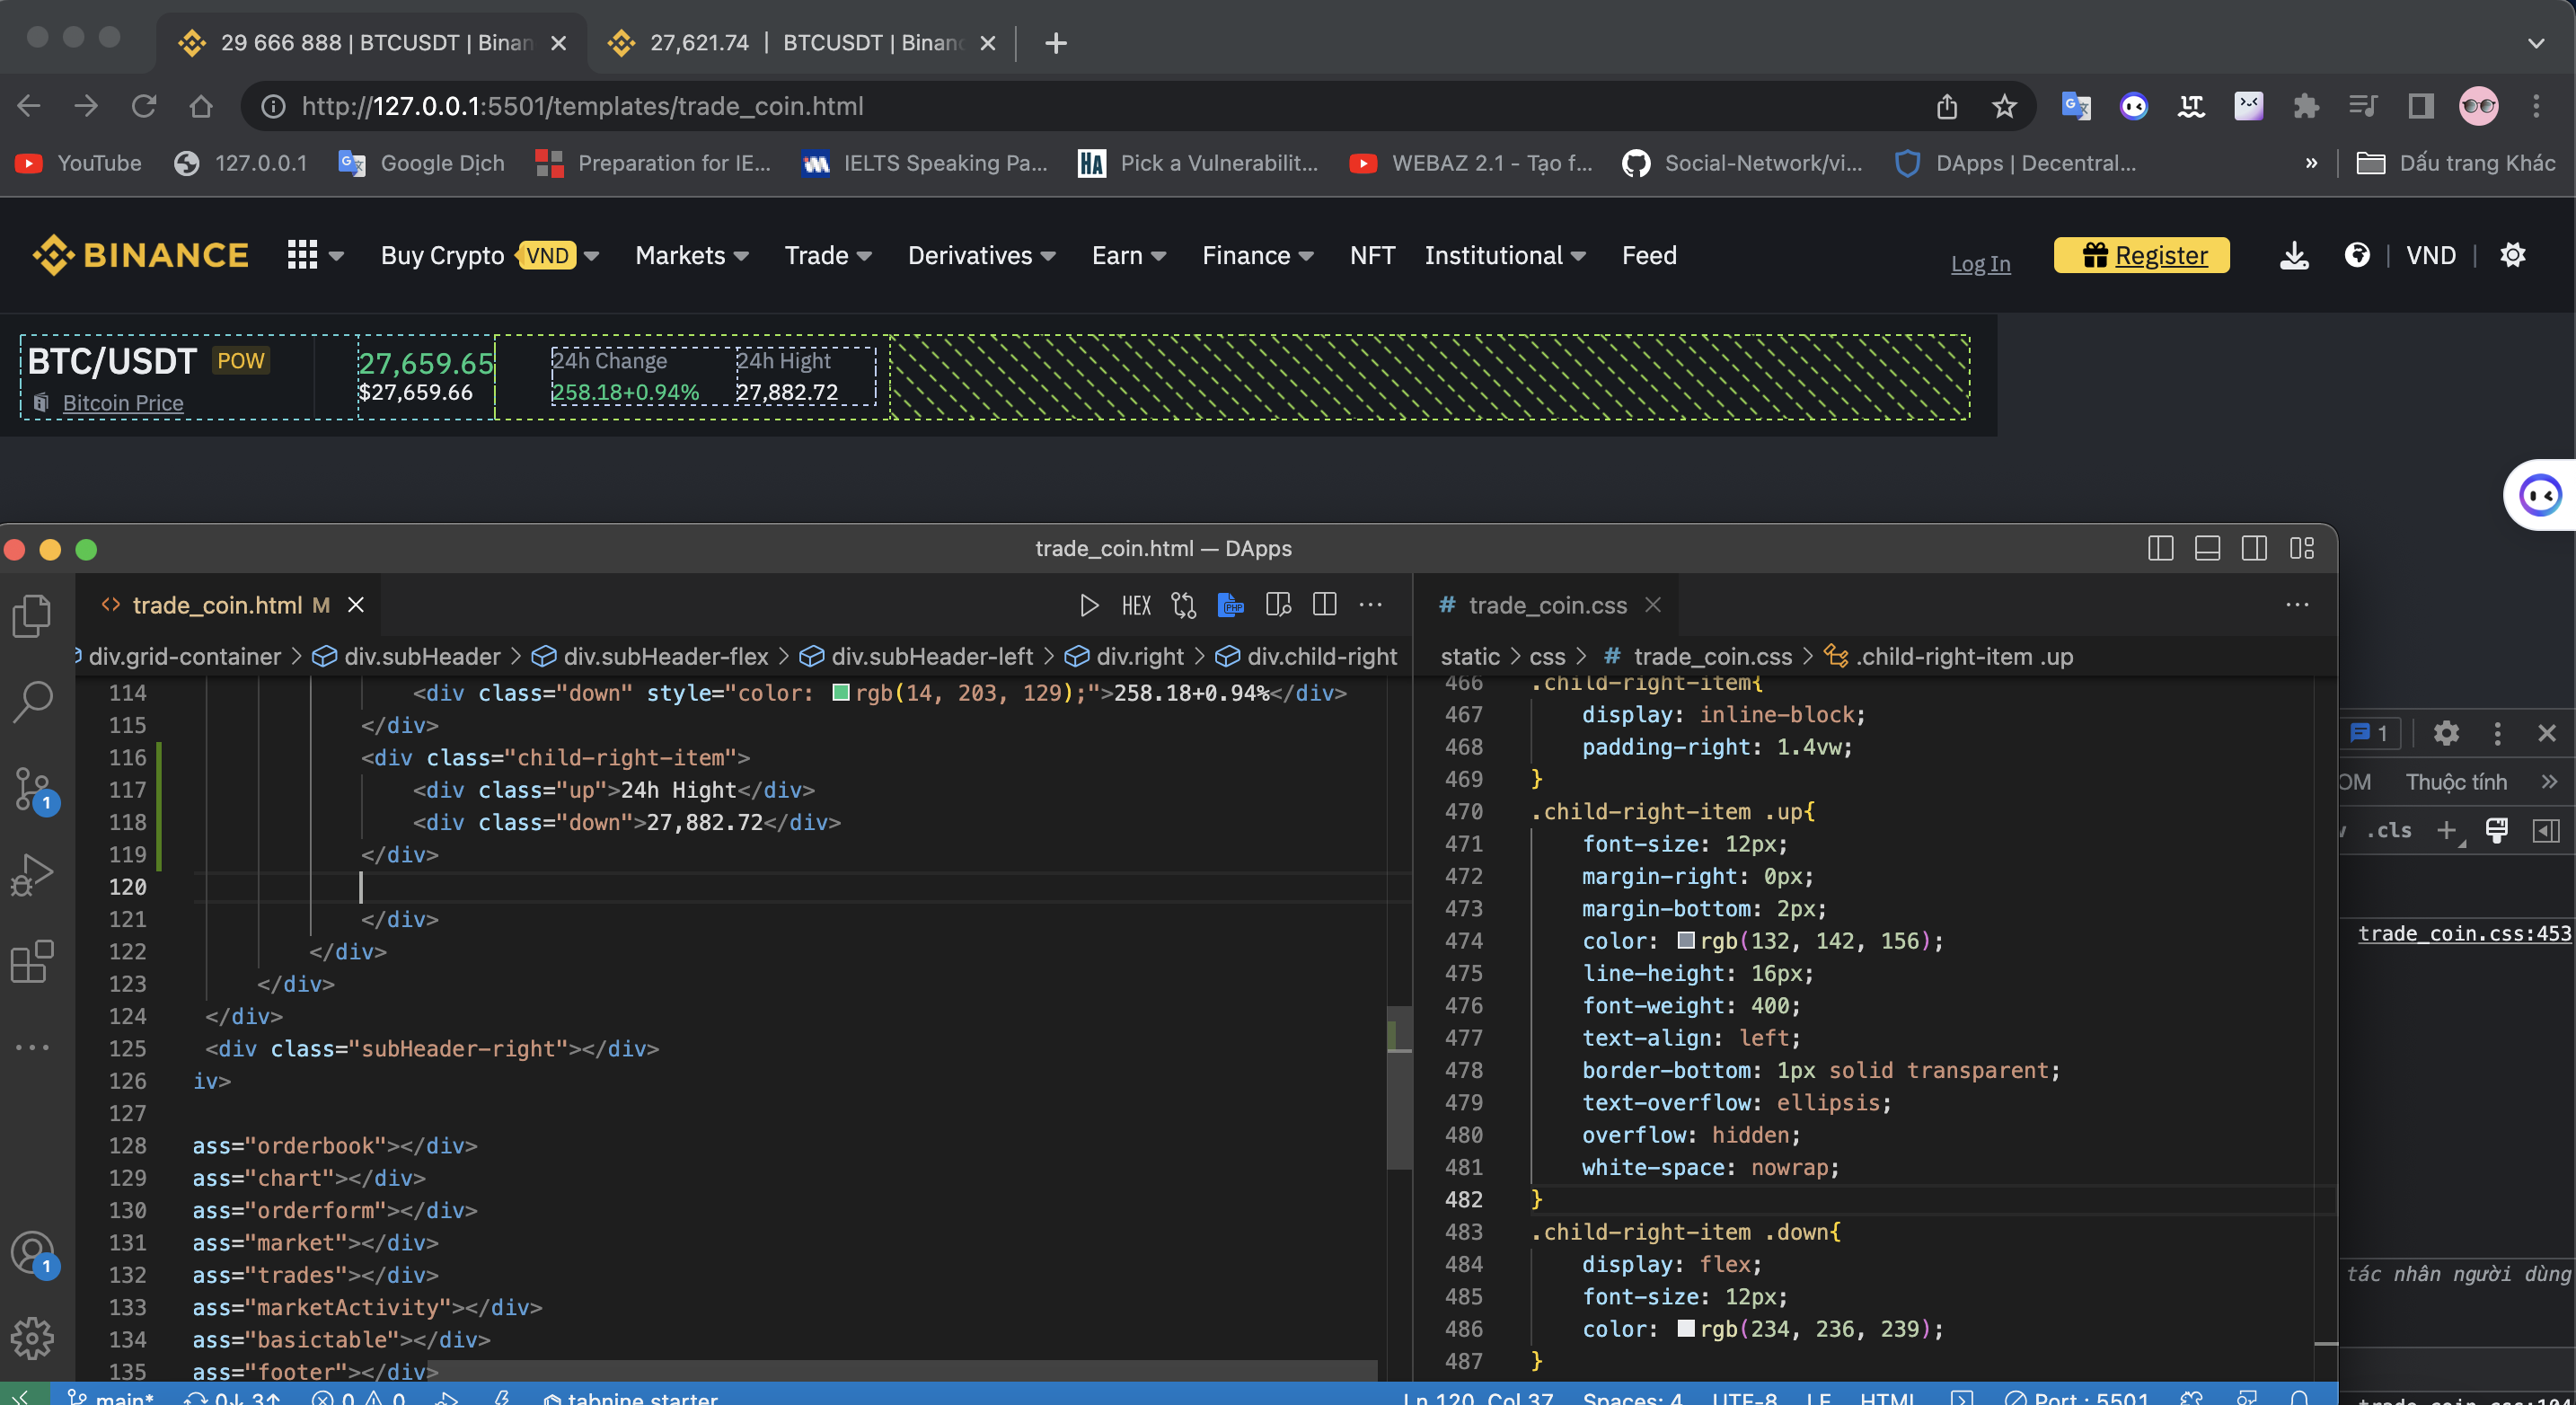 29 666 888 | BTCUSDT | Binan
27,621.74 | BTCUSDT | Binanc
http://127.0.0.1:5501/templates/trade_coin.html
YouTube
127.0.0.1
Google Dịch
Preparation for IE...
IELTS Speaking Pa...
HA Pick a Vulnerabilit...
WEBAZ 2.1 - Tạo f...
Social-Network/vi...
DApps | Decentral...
»
Dấu trang Khác
BINANCE
Buy Crypto VND
Markets
Trade
Derivatives
Earn
Finance
NFT
Institutional
Feed
Log In
Register
VND
BTC/USDT POW
Bitcoin Price
27,659.65
$27,659.66
24h Change
258.18+0.94%
24h Hight
27,882.72
trade_coin.html — DApps
trade_coin.html M
HEX
PHP
div.grid-container > div.subHeader > div.subHeader-flex > div.subHeader-left > div.right > div.child-right
114 <div class="down" style="color: rgb(14, 203, 129);">258.18+0.94%</div>
115 </div>
116 <div class="child-right-item">
117 <div class="up">24h Hight</div>
118 <div class="down">27,882.72</div>
119 </div>
120
121 </div>
122 </div>
123 </div>
124 </div>
125 <div class="subHeader-right"></div>
126 iv>
127
128 ass="orderbook"></div>
129 ass="chart"></div>
130 ass="orderform"></div>
131 ass="market"></div>
132 ass="trades"></div>
133 ass="marketActivity"></div>
134 ass="basictable"></div>
135 ass="footer"></div>
# trade_coin.css
static > css > # trade_coin.css > .child-right-item .up
466 .child-right-item{
467 display: inline-block;
468 padding-right: 1.4vw;
469 }
470 .child-right-item .up{
471 font-size: 12px;
472 margin-right: 0px;
473 margin-bottom: 2px;
474 color: rgb(132, 142, 156);
475 line-height: 16px;
476 font-weight: 400;
477 text-align: left;
478 border-bottom: 1px solid transparent;
479 text-overflow: ellipsis;
480 overflow: hidden;
481 white-space: nowrap;
482 }
483 .child-right-item .down{
484 display: flex;
485 font-size: 12px;
486 color: rgb(234, 236, 239);
487 }
1
1
1
OM Thuộc tính »
.cls +
trade_coin.css:453
tác nhân người dùng
main* 0↓ 3↑ 0 0 tabnine starter
Ln 120, Col 37 Spaces: 4 UTF-8 LF HTML Port : 5501